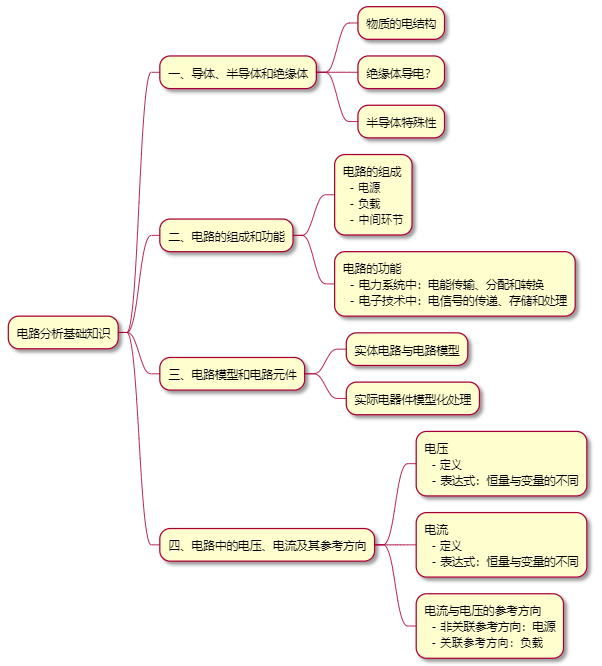 电路分析基础知识
一、导体、半导体和绝缘体
物质的电结构
绝缘体导电？
半导体特殊性
二、电路的组成和功能
电路的组成
- 电源
- 负载
- 中间环节
电路的功能
- 电力系统中：电能传输、分配和转换
- 电子技术中：电信号的传递、存储和处理
三、电路模型和电路元件
实体电路与电路模型
实际电器件模型化处理
四、电路中的电压、电流及其参考方向
电压
- 定义
- 表达式：恒量与变量的不同
电流
- 定义
- 表达式：恒量与变量的不同
电流与电压的参考方向
- 非关联参考方向：电源
- 关联参考方向：负载